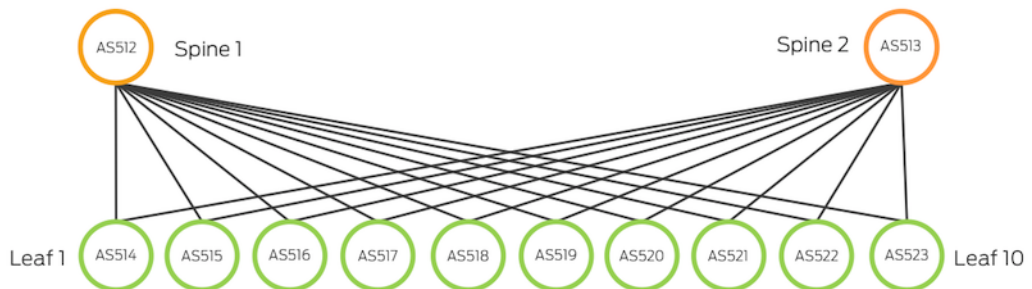 AS512
Spine 1
Spine 2
AS513
Leaf 1
AS514
AS515
AS516
AS517
AS518
AS519
AS520
AS521
AS522
AS523
Leaf 10